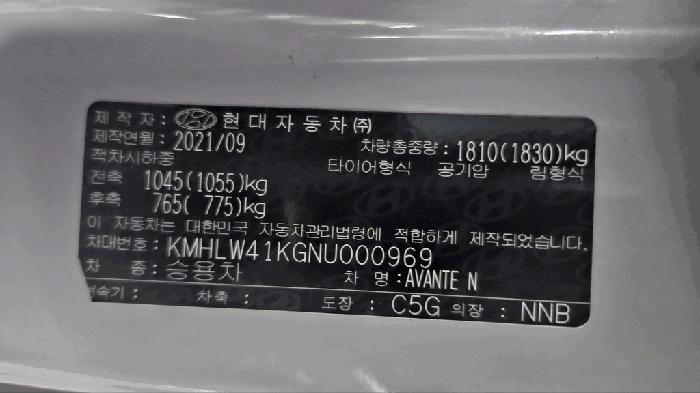 제 작 자 : 현대자동차(주)
제작연월 : 2021/09 차량총중량 : 1810(1830)kg
적차시하중 타이어형식 공기압 림형식
전축 1045(1055)kg
후축 765( 775)kg
이 자동차는 대한민국 자동차관리법령에 적합하게 제작되었습니다.
차대번호 : KMHLW41KGNU000969
차 종 : 승용차 차 명 : AVANTE N
변속기 : 차축 : 도장 : C5G 의장 : NNB